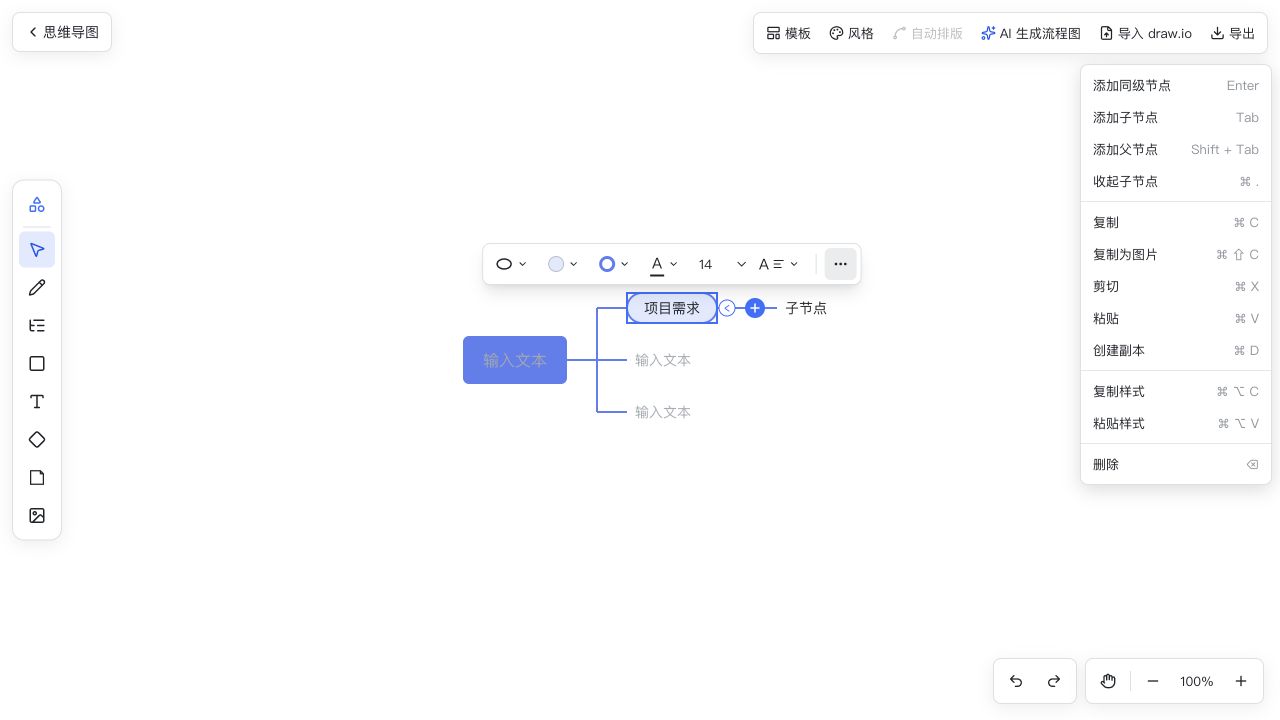 思维导图
模板 风格 自动排版 AI 生成流程图 导入 draw.io 导出
添加同级节点 Enter
添加子节点 Tab
添加父节点 Shift + Tab
收起子节点 ⌘ .
复制 ⌘ C
复制为图片 ⌘ ⇧ C
剪切 ⌘ X
粘贴 ⌘ V
创建副本 ⌘ D
复制样式 ⌘ ⌥ C
粘贴样式 ⌘ ⌥ V
删除 ⌫
A 14 A
项目需求 子节点
输入文本 输入文本
输入文本
100%